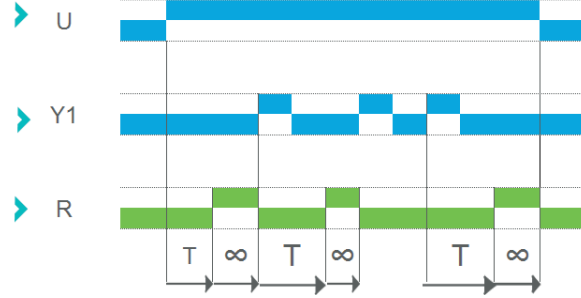 U
Y1
R
T ∞ T ∞ T ∞